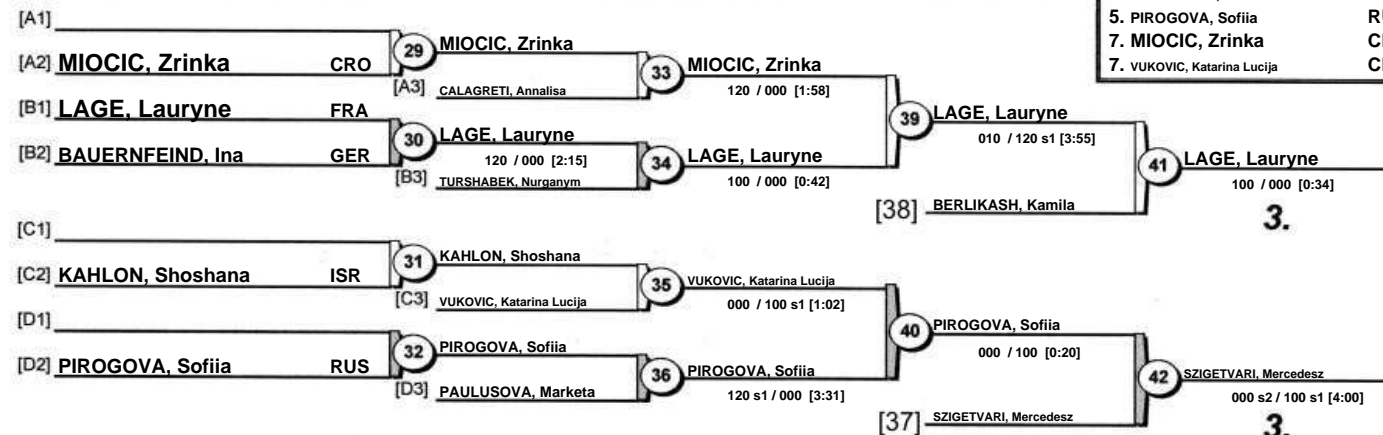 [A1]
5. PIROGOVA, Sofiia
7. MIOCIC, Zrinka
7. VUKOVIC, Katarina Lucija
29 MIOCIC, Zrinka
[A2] MIOCIC, Zrinka CRO
33 MIOCIC, Zrinka
120 / 000 [1:58]
[A3] CALAGRETI, Annalisa
[B1] LAGE, Lauryne FRA
39 LAGE, Lauryne
010 / 120 s1 [3:55]
30 LAGE, Lauryne
120 / 000 [2:15]
[B2] BAUERNFEIND, Ina GER
34 LAGE, Lauryne
100 / 000 [0:42]
[B3] TURSHABEK, Nurganym
41 LAGE, Lauryne
100 / 000 [0:34]
3.
[38] BERLIKASH, Kamila
[C1]
31 KAHLON, Shoshana
[C2] KAHLON, Shoshana ISR
35 VUKOVIC, Katarina Lucija
000 / 100 s1 [1:02]
[C3] VUKOVIC, Katarina Lucija
[D1]
40 PIROGOVA, Sofiia
000 / 100 [0:20]
32 PIROGOVA, Sofiia
[D2] PIROGOVA, Sofiia RUS
36 PIROGOVA, Sofiia
120 s1 / 000 [3:31]
[D3] PAULUSOVA, Marketa
42 SZIGETVARI, Mercedesz
000 s2 / 100 s1 [4:00]
3.
[37] SZIGETVARI, Mercedesz